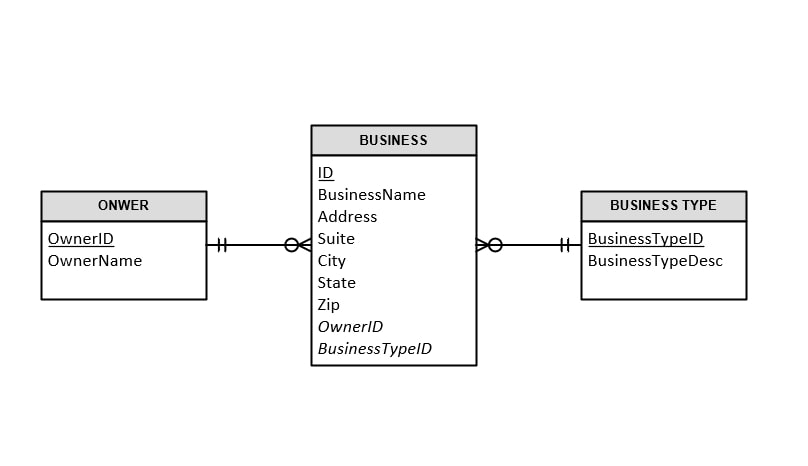 ONWER
OwnerID
OwnerName
BUSINESS
ID
BusinessName
Address
Suite
City
State
Zip
OwnerID
BusinessTypeID
BUSINESS TYPE
BusinessTypeID
BusinessTypeDesc